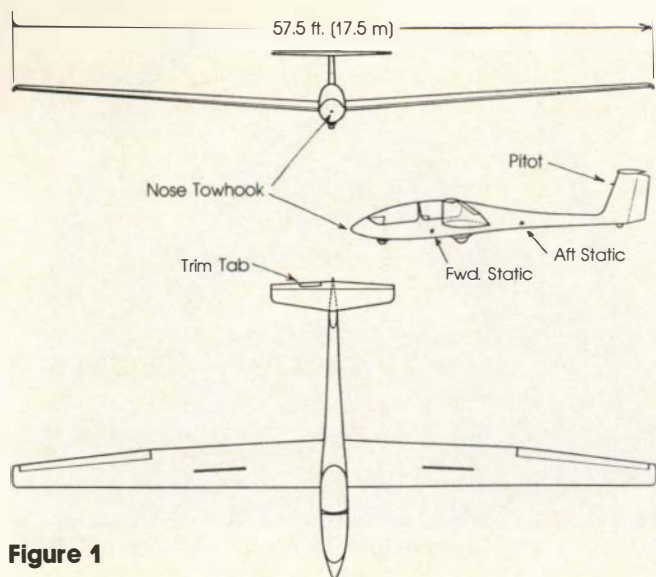 57.5 ft. (17.5 m)
Pitot
Nose Towhook
Aft Static
Fwd. Static
Trim Tab
Figure 1